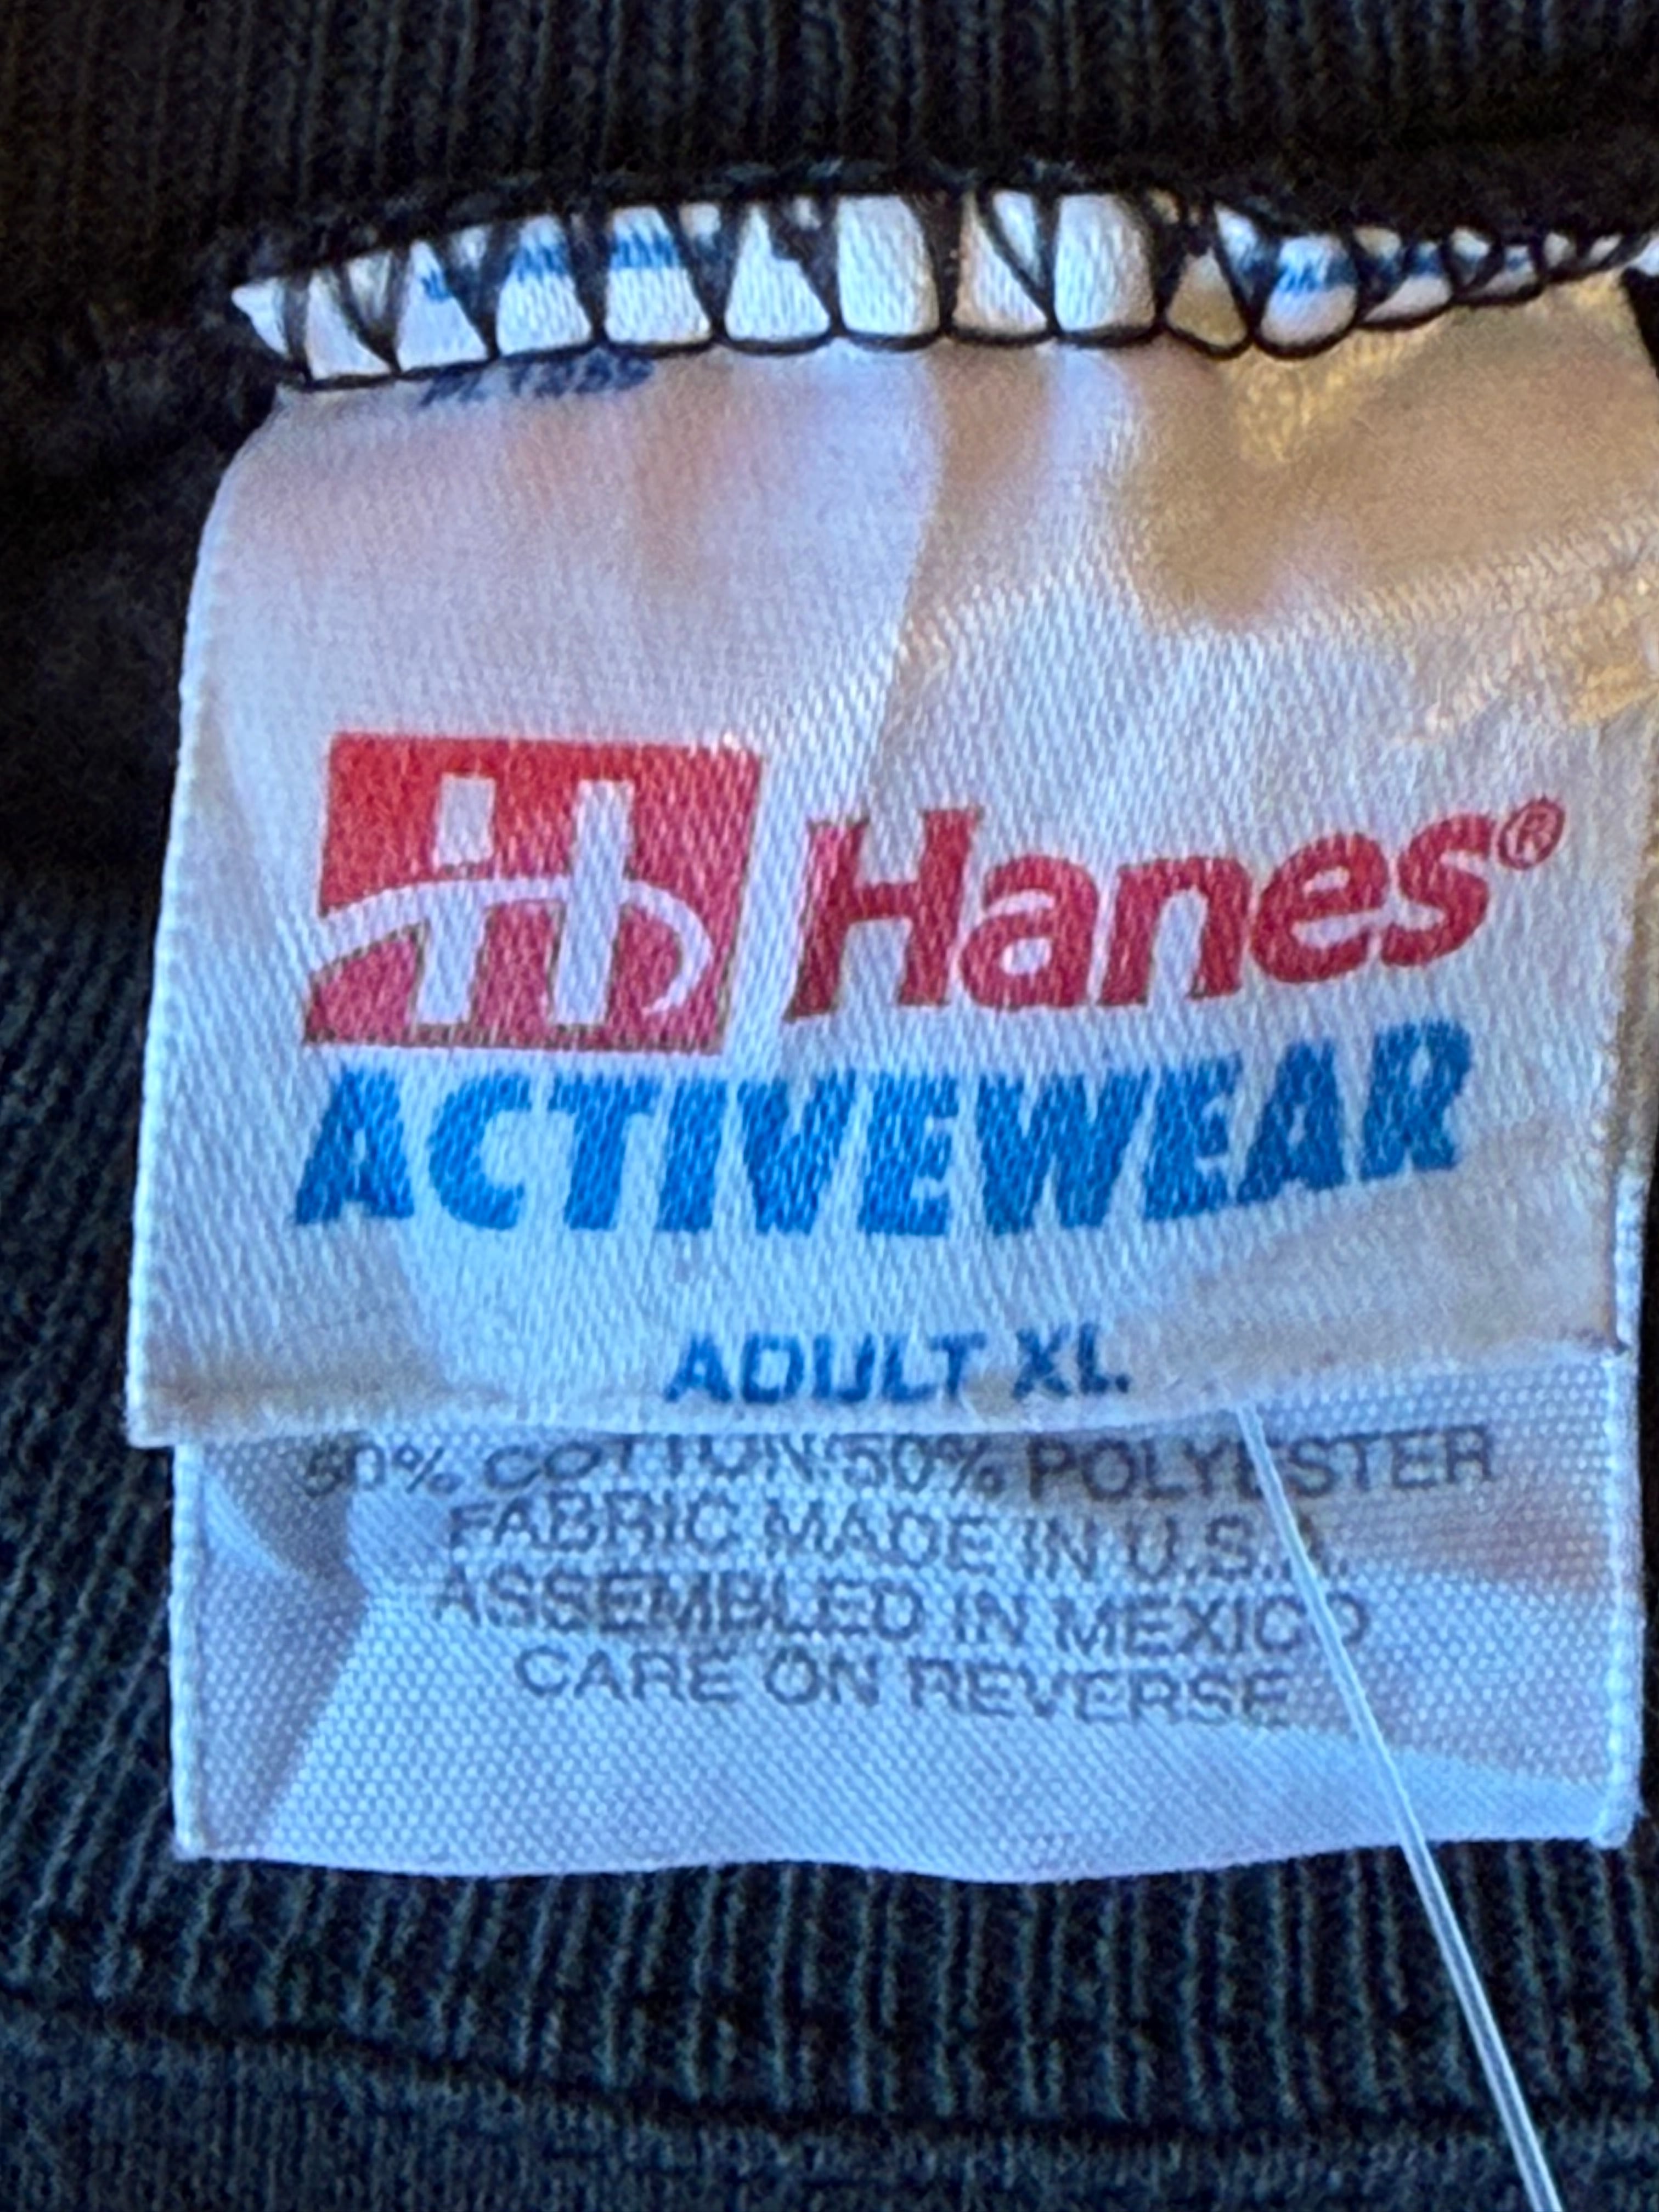 Hanes®
ACTIVEWEAR
ADULT XL
50% COTTON 50% POLYESTER
FABRIC MADE IN U.S.A.
ASSEMBLED IN MEXICO
CARE ON REVERSE